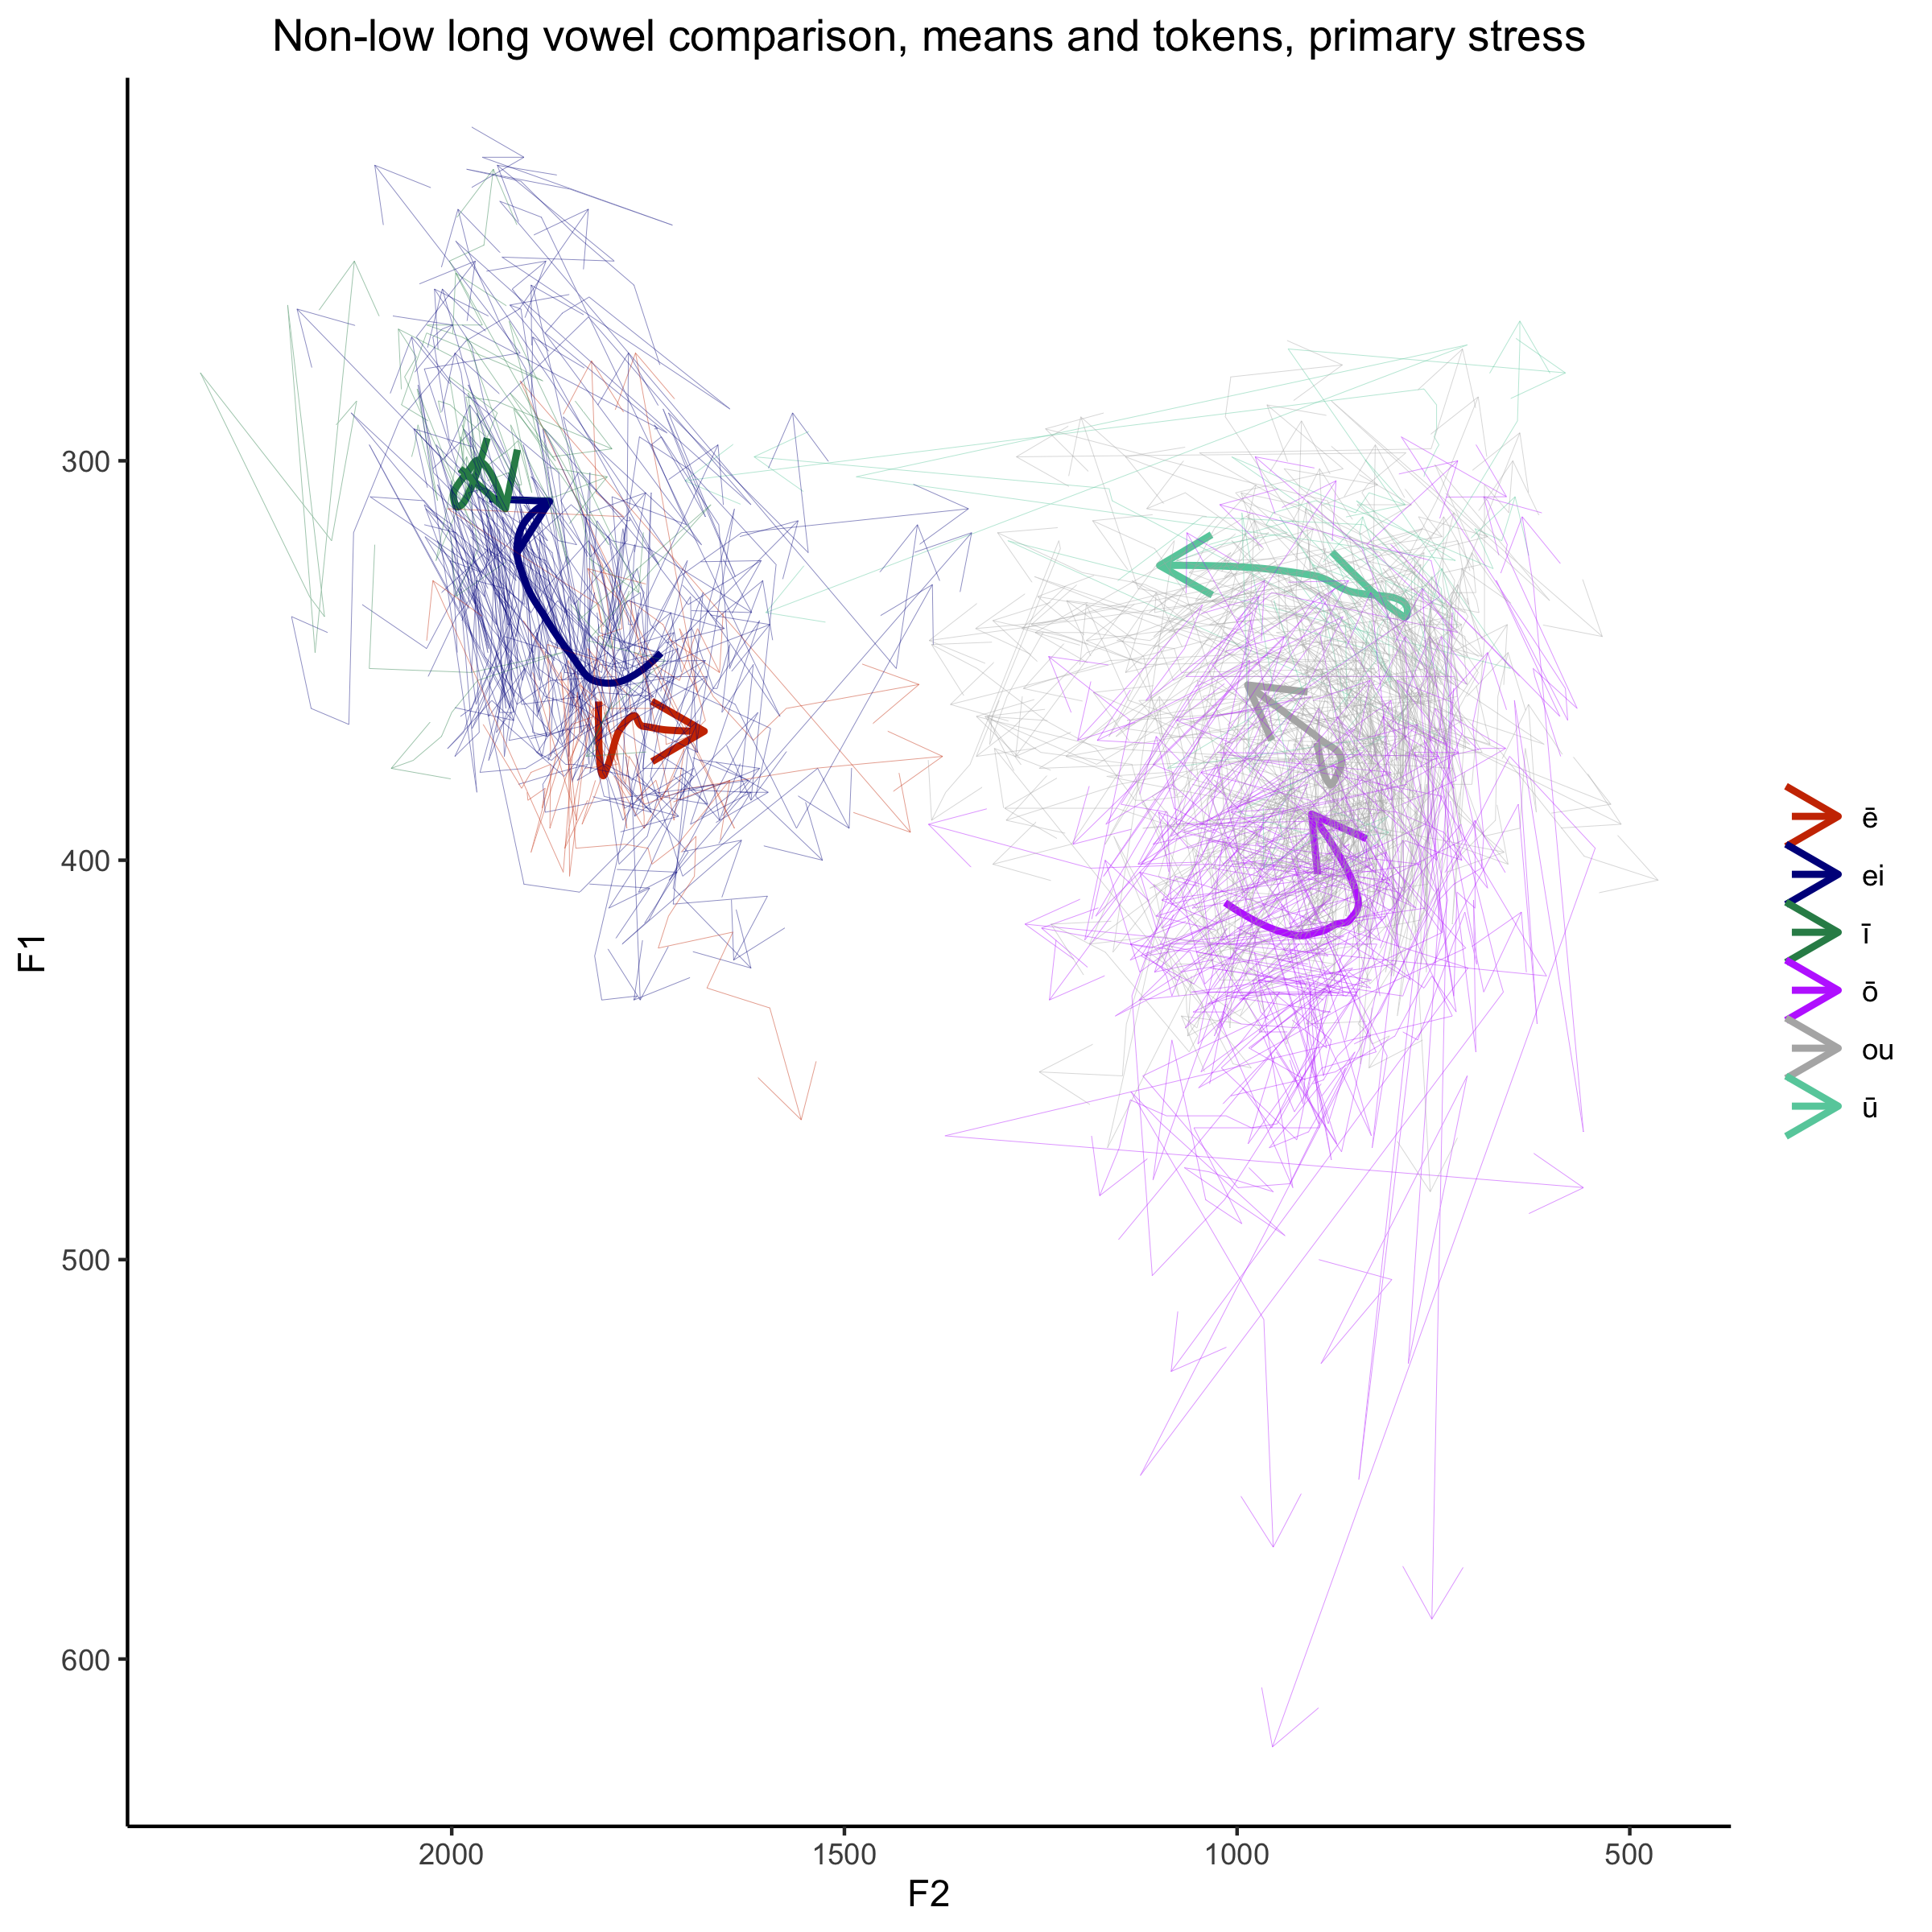 Non-low long vowel comparison, means and tokens, primary stress
F1
300
400
500
600
2000
1500
1000
500
F2
ē
ei
ī
ō
ou
ū